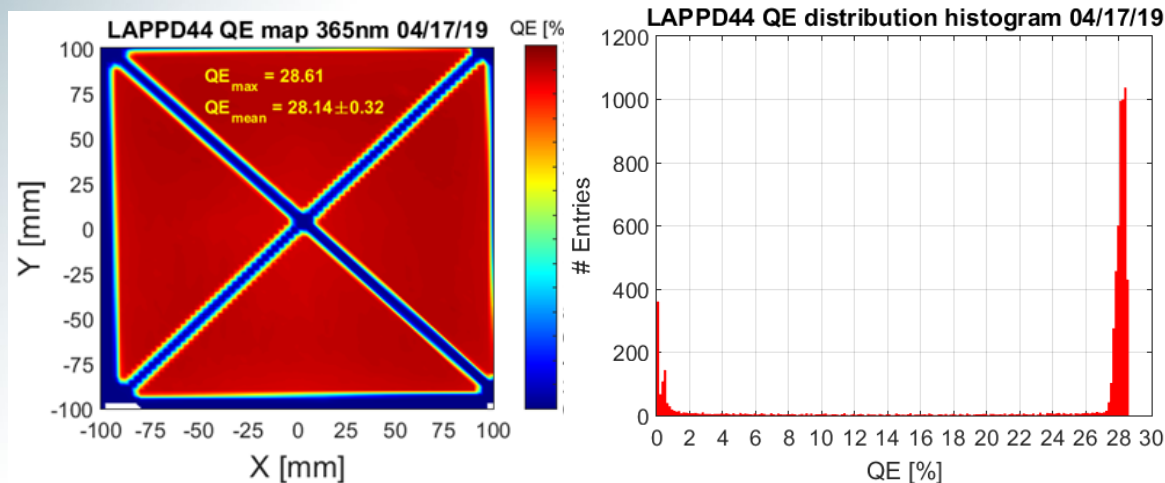 LAPPD44 QE map 365nm 04/17/19
QE [%
QE_max = 28.61
QE_mean = 28.14±0.32
100
75
50
25
0
-25
-50
-75
-100
Y [mm]
-100 -75 -50 -25 0 25 50 75 100
X [mm]
LAPPD44 QE distribution histogram 04/17/19
1200
1000
800
600
400
200
0
# Entries
0 2 4 6 8 10 12 14 16 18 20 22 24 26 28 30
QE [%]